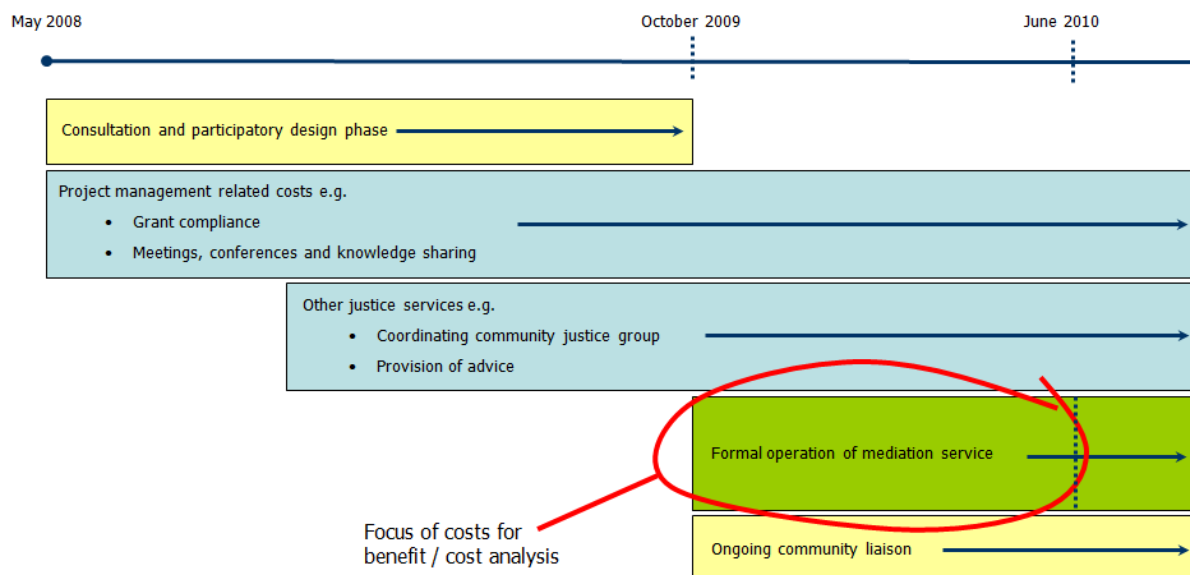 May 2008
October 2009
June 2010
Consultation and participatory design phase
Project management related costs e.g.
• Grant compliance
• Meetings, conferences and knowledge sharing
Other justice services e.g.
• Coordinating community justice group
• Provision of advice
Formal operation of mediation service
Focus of costs for
benefit / cost analysis
Ongoing community liaison